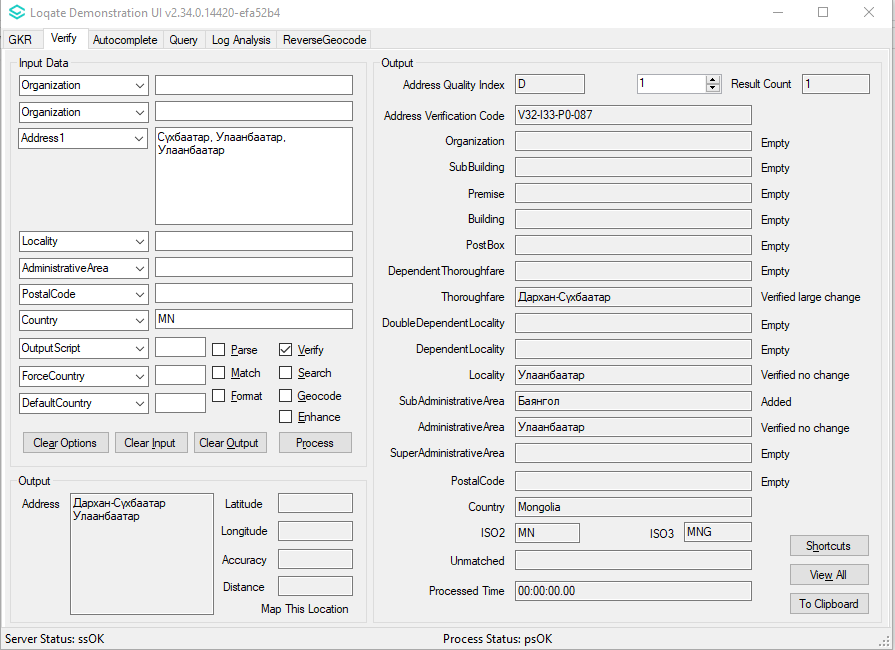 Loqate Demonstration UI v2.34.0.14420-efa52b4
GKR Verify Autocomplete Query Log Analysis ReverseGeocode
Input Data
Organization
Organization
Address1
Сүхбаатар, Улаанбаатар,
Улаанбаатар
Locality
AdministrativeArea
PostalCode
Country MN
OutputScript Parse Verify
ForceCountry Match Search
DefaultCountry Format Geocode
Enhance
Clear Options Clear Input Clear Output Process
Output
Address
Дархан-Сүхбаатар
Улаанбаатар
Latitude
Longitude
Accuracy
Distance
Map This Location
Output
Address Quality Index D 1 Result Count 1
Address Verification Code V32-I33-P0-087
Organization Empty
SubBuilding Empty
Premise Empty
Building Empty
PostBox Empty
DependentThoroughfare Empty
Thoroughfare Дархан-Сүхбаатар Verified large change
DoubleDependentLocality Empty
DependentLocality Empty
Locality Улаанбаатар Verified no change
SubAdministrativeArea Баянгол Added
AdministrativeArea Улаанбаатар Verified no change
SuperAdministrativeArea Empty
PostalCode Empty
Country Mongolia
ISO2 MN ISO3 MNG
Unmatched
Processed Time 00:00:00.00
Shortcuts
View All
To Clipboard
Server Status: ssOK Process Status: psOK